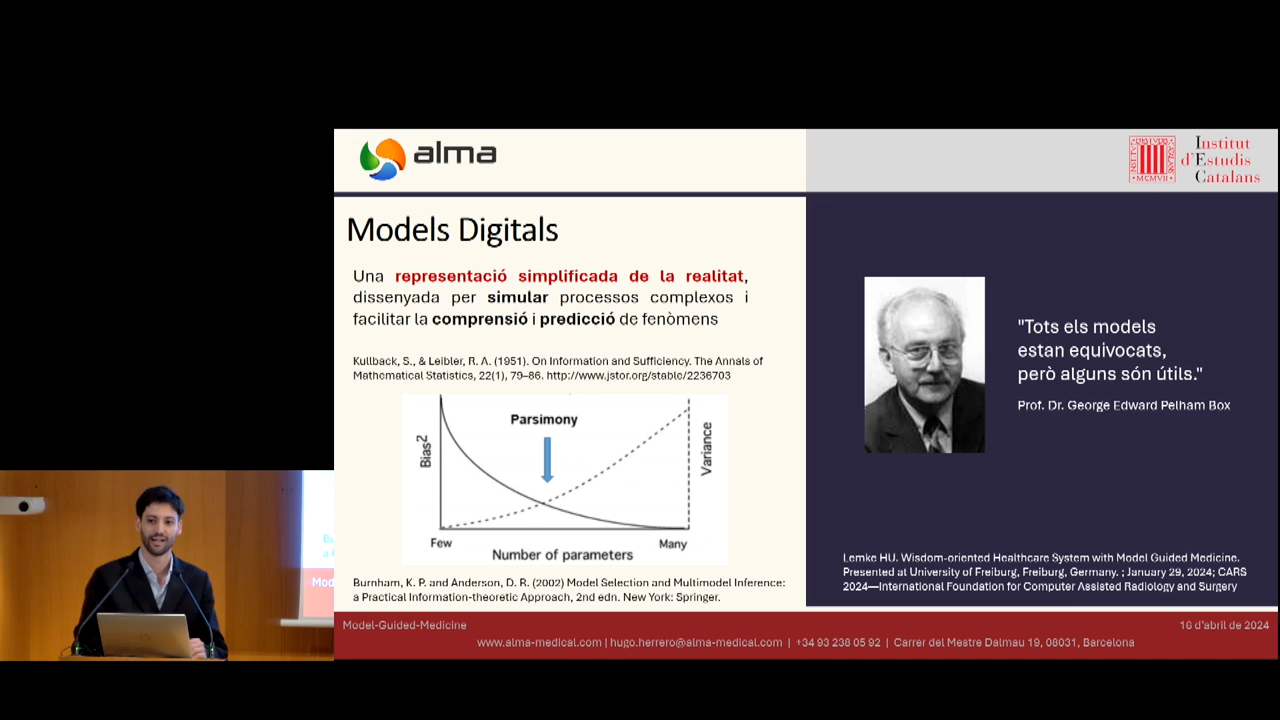 alma
Institut
d'Estudis
Catalans
MCMVII
Models Digitals
Una representació simplificada de la realitat,
dissenyada per simular processos complexos i
facilitar la comprensió i predicció de fenòmens
Kullback, S., & Leibler, R. A. (1951). On Information and Sufficiency. The Annals of
Mathematical Statistics, 22(1), 79–86. http://www.jstor.org/stable/2236703
Parsimony
Bias2
Variance
Few
Many
Number of parameters
Burnham, K. P. and Anderson, D. R. (2002) Model Selection and Multimodel Inference:
a Practical Information-theoretic Approach, 2nd edn. New York: Springer.
"Tots els models
estan equivocats,
però alguns són útils."
Prof. Dr. George Edward Pelham Box
Lemke HU. Wisdom-oriented Healthcare System with Model Guided Medicine.
Presented at University of Freiburg, Freiburg, Germany. ; January 29, 2024; CARS
2024—International Foundation for Computer Assisted Radiology and Surgery
Model-Guided-Medicine
16 d'abril de 2024
www.alma-medical.com | hugo.herrero@alma-medical.com | +34 93 238 05 92 | Carrer del Mestre Dalmau 19, 08031, Barcelona